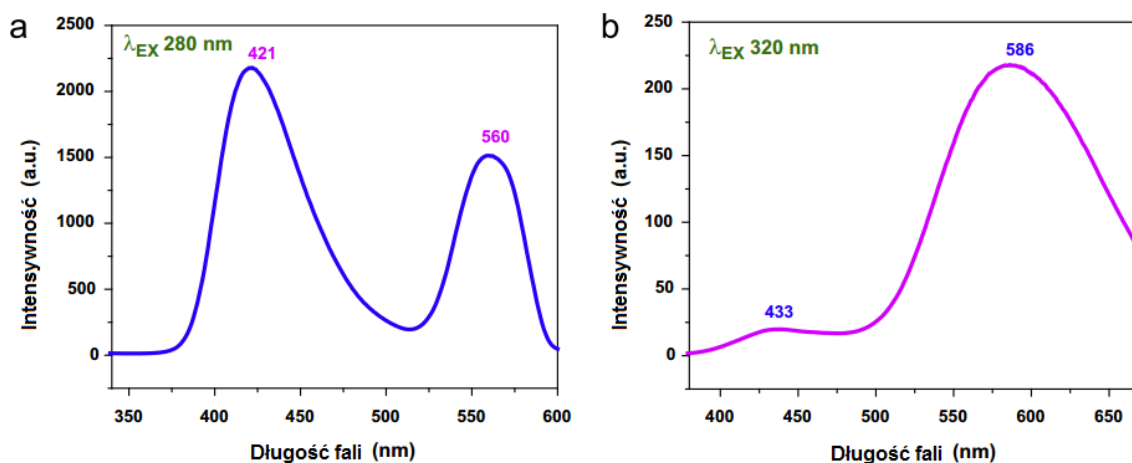 a
λEX 280 nm
421
560
2500
2000
1500
1000
500
0
Intensywność (a.u.)
350 400 450 500 550 600
Długość fali (nm)
b
λEX 320 nm
586
433
250
200
150
100
50
0
Intensywność (a.u.)
400 450 500 550 600 650
Długość fali (nm)